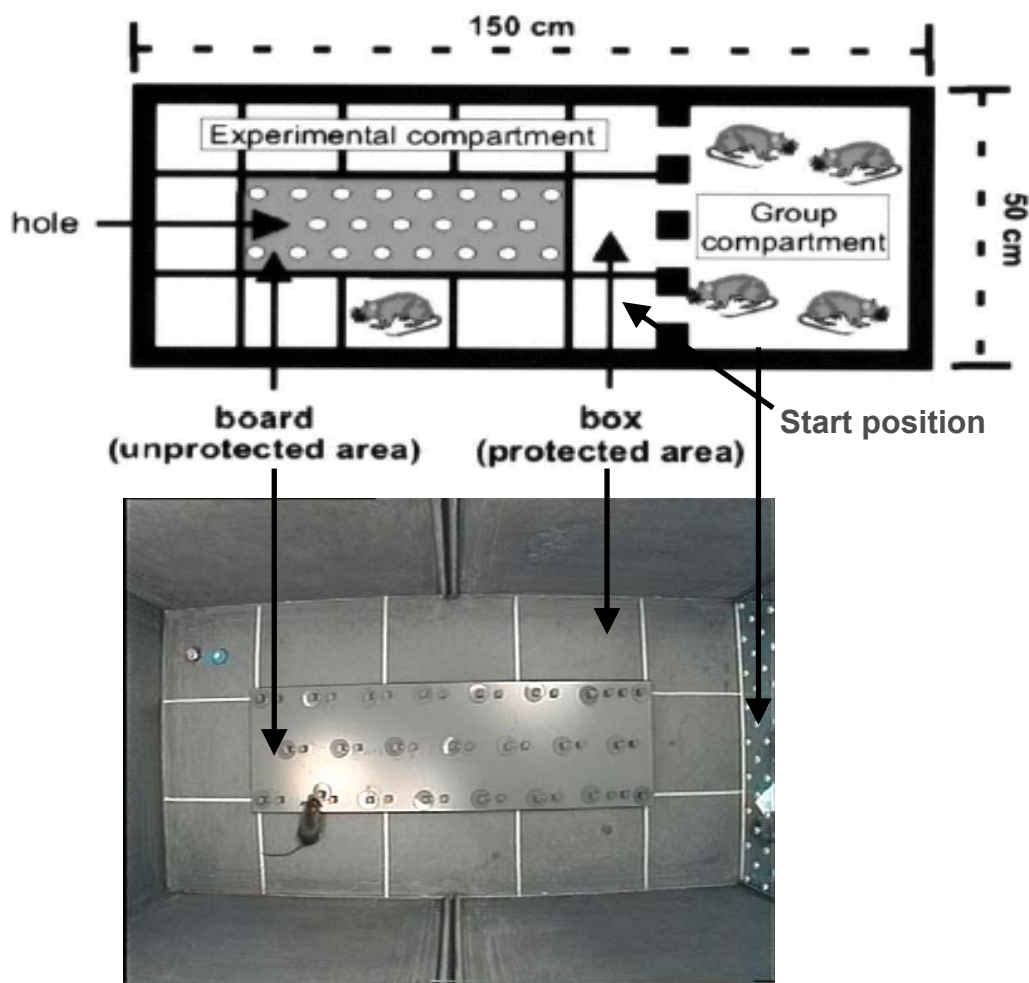 150 cm
Experimental compartment
hole
Group
compartment
50 cm
board
(unprotected area)
box
(protected area)
Start position